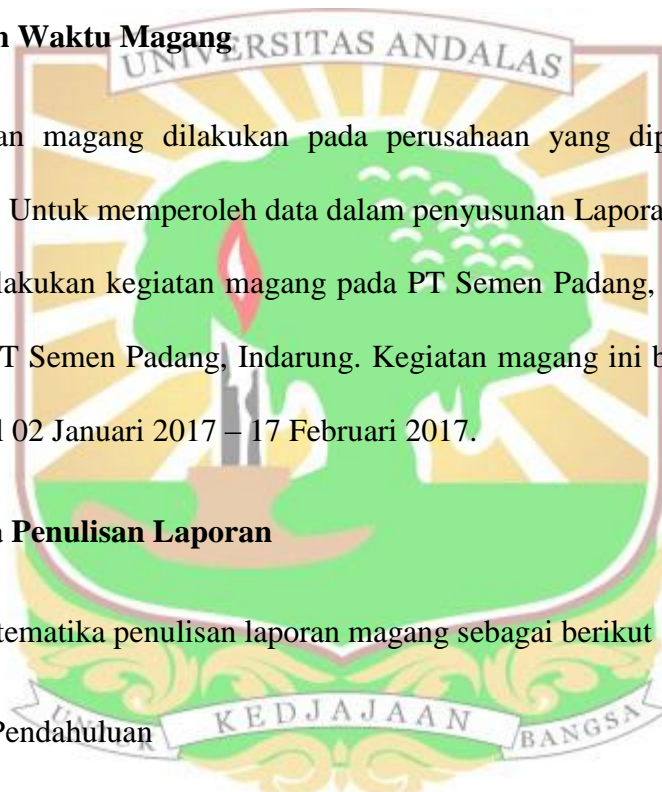 n Waktu Magang
UNIVERSITAS ANDALAS
an magang dilakukan pada perusahaan yang dip
Untuk memperoleh data dalam penyusunan Lapora
lakukan kegiatan magang pada PT Semen Padang,
T Semen Padang, Indarung. Kegiatan magang ini b
l 02 Januari 2017 – 17 Februari 2017.
a Penulisan Laporan
tematika penulisan laporan magang sebagai berikut
Pendahuluan
UNTUK KEDJAJAAN BANGSA